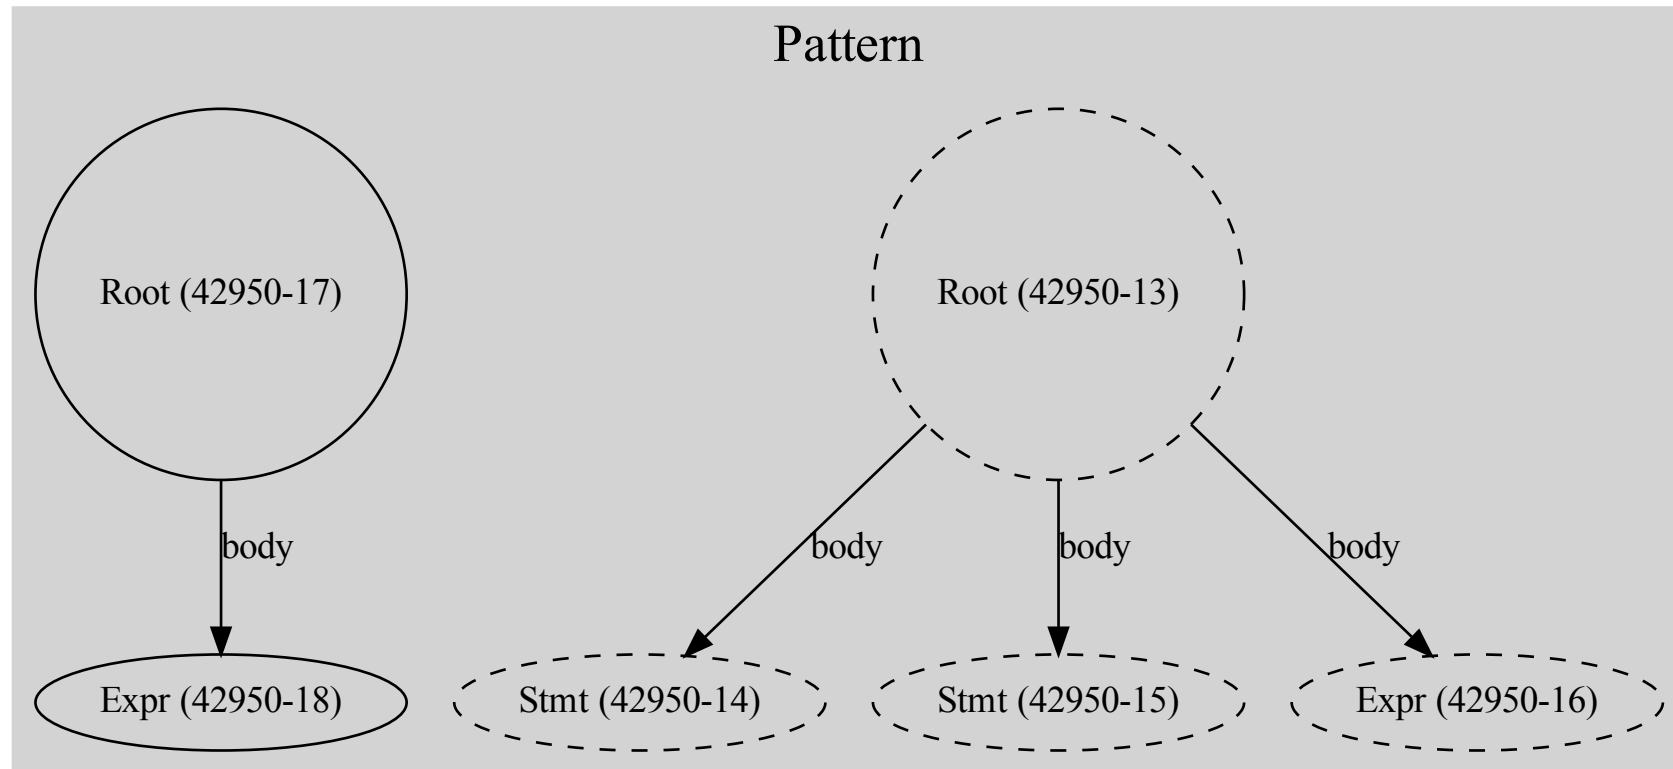 Pattern
Root (42950-17)
Root (42950-13)
body
body
body
body
Expr (42950-18)
Stmt (42950-14)
Stmt (42950-15)
Expr (42950-16)